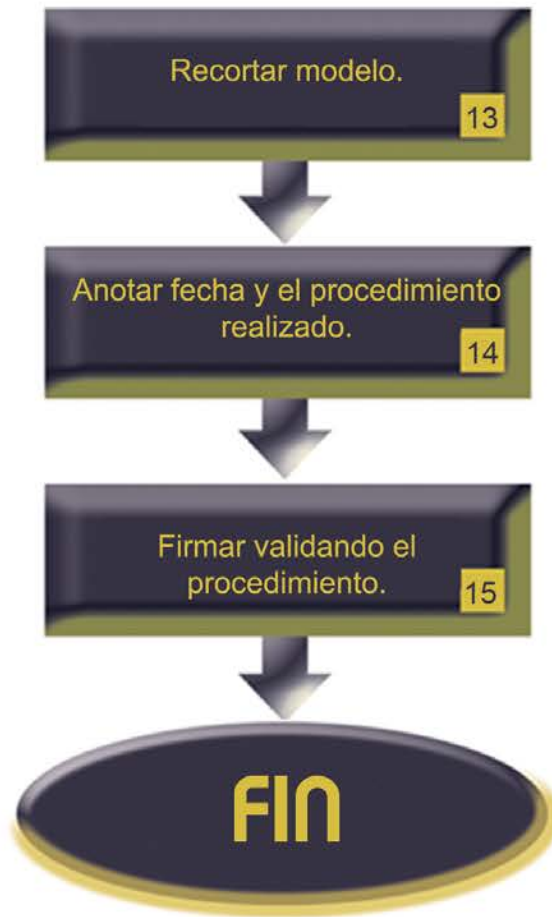 Recortar modelo.
13
Anotar fecha y el procedimiento
realizado.
14
Firmar validando el
procedimiento.
15
FIN